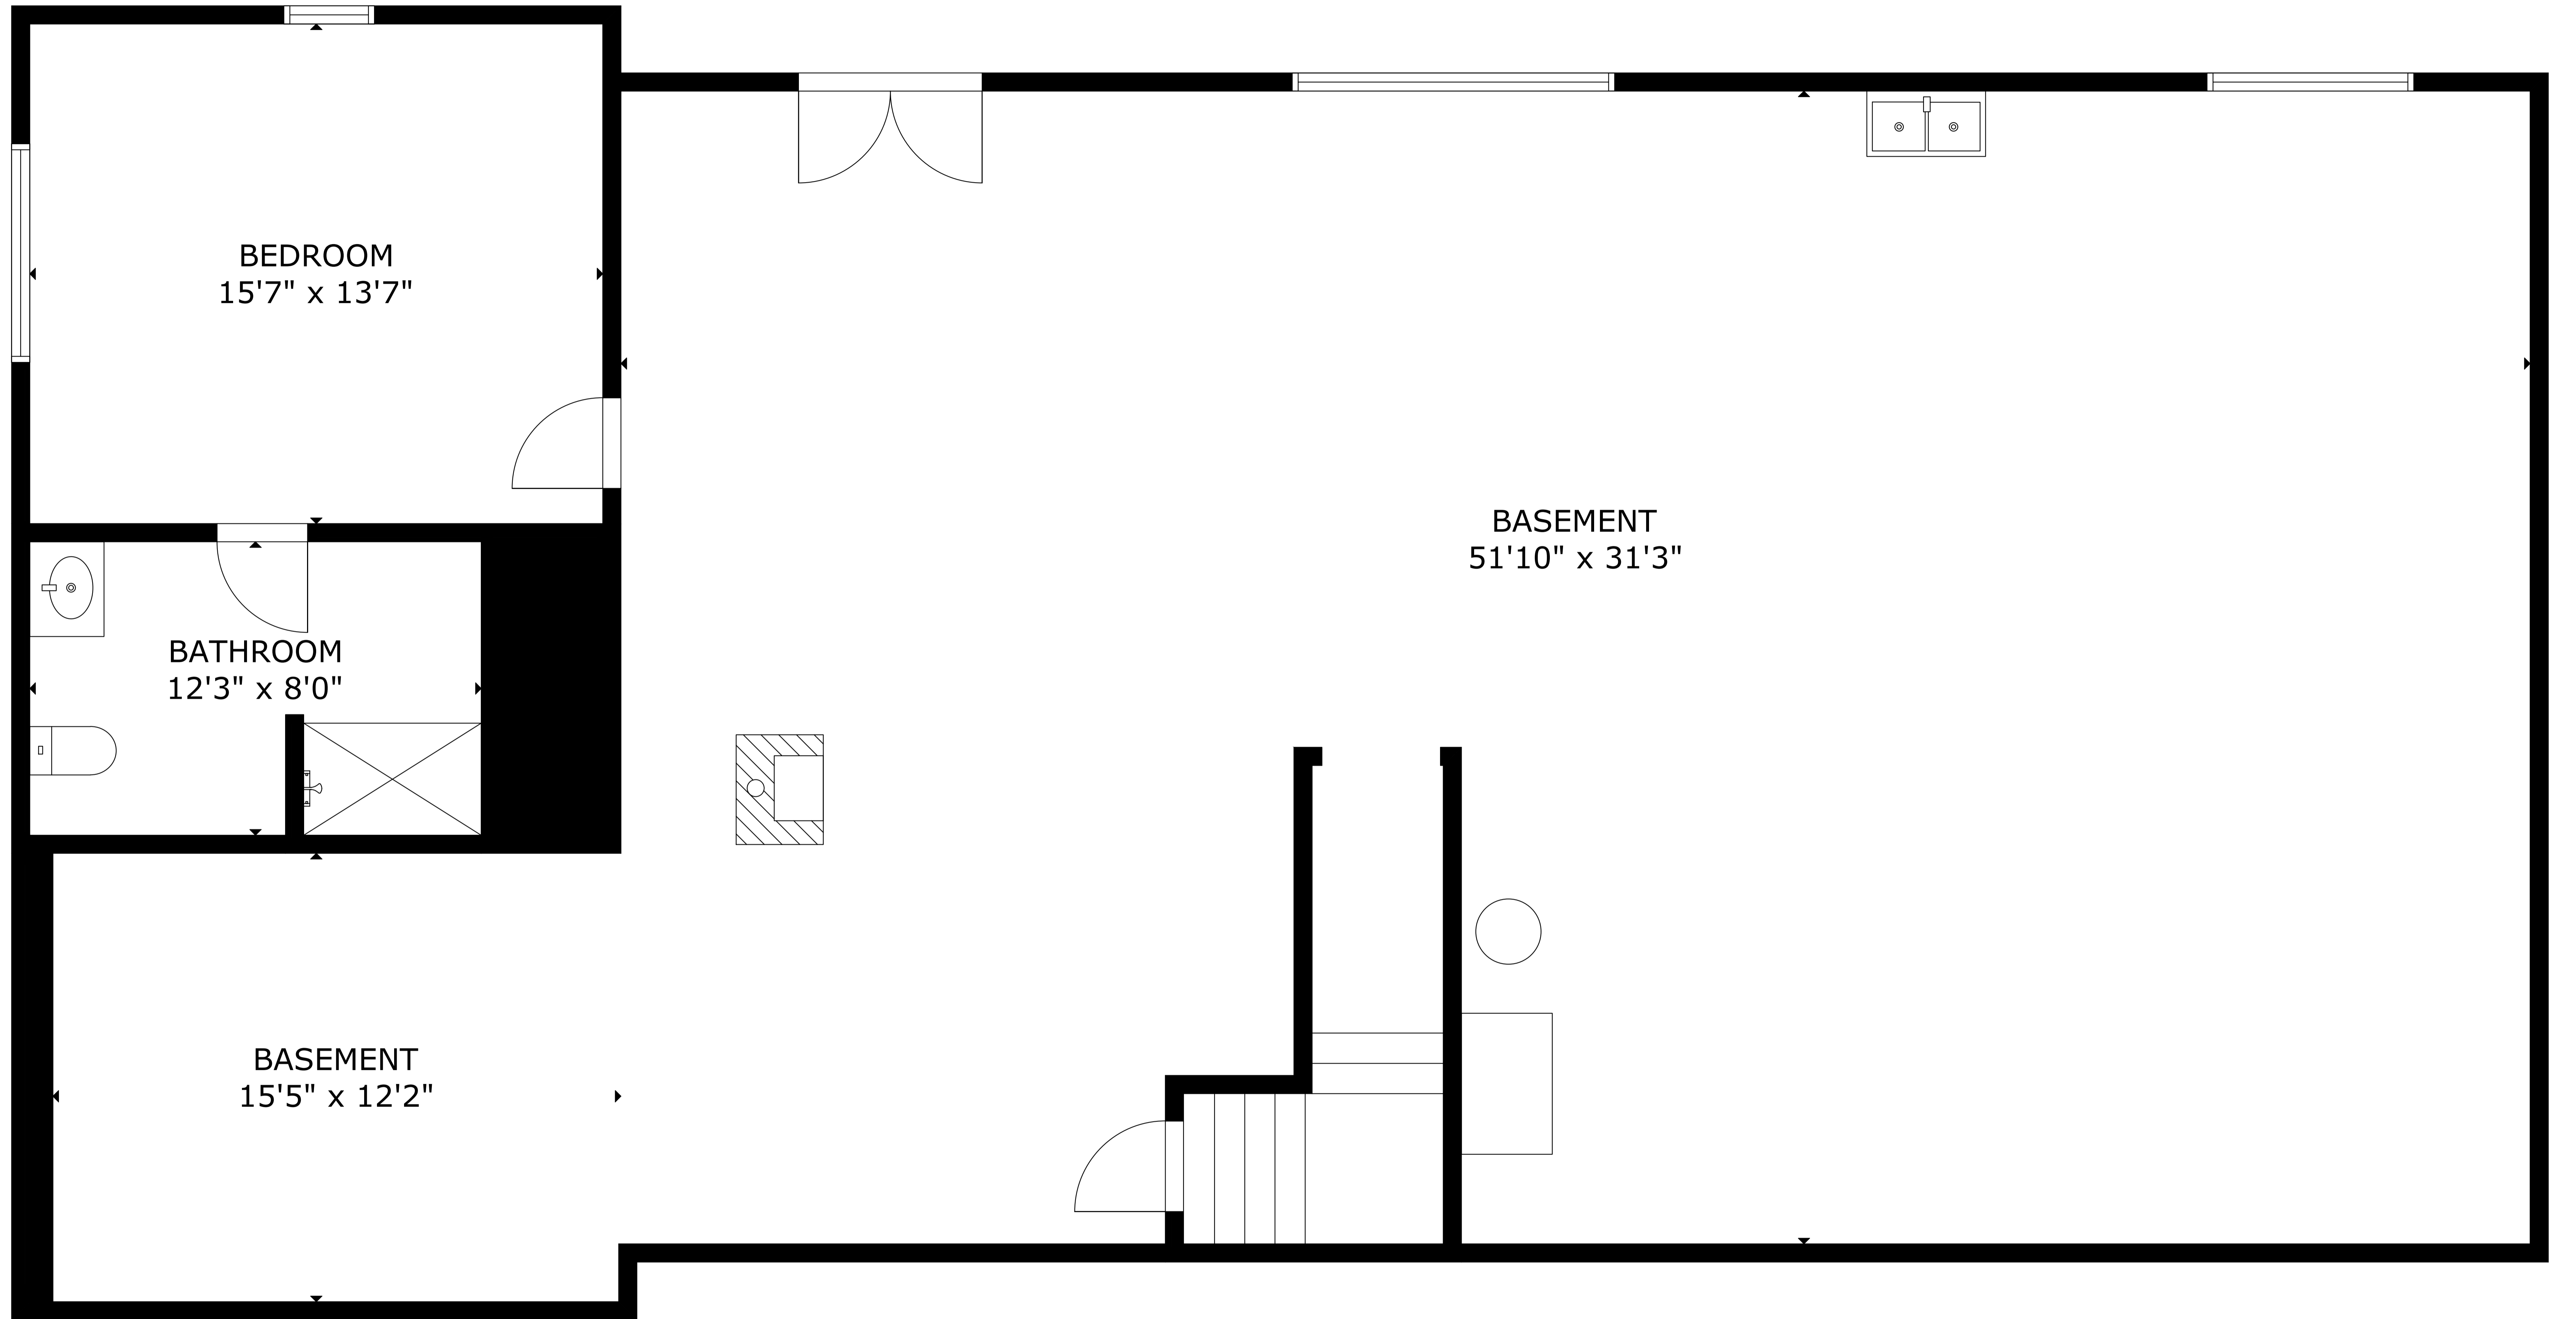 BEDROOM
15'7" x 13'7"
BASEMENT
51'10" x 31'3"
BATHROOM
12'3" x 8'0"
BASEMENT
15'5" x 12'2"